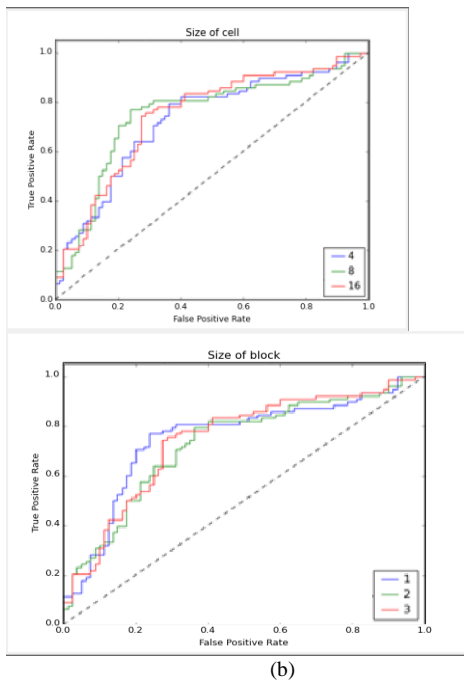 Size of cell
1.0
0.8
0.6
0.4
0.2
0.0
True Positive Rate
4
8
16
0.0 0.2 0.4 0.6 0.8 1.0
False Positive Rate
Size of block
1.0
0.8
0.6
0.4
0.2
0.0
True Positive Rate
1
2
3
0.0 0.2 0.4 0.6 0.8 1.0
False Positive Rate
(b)